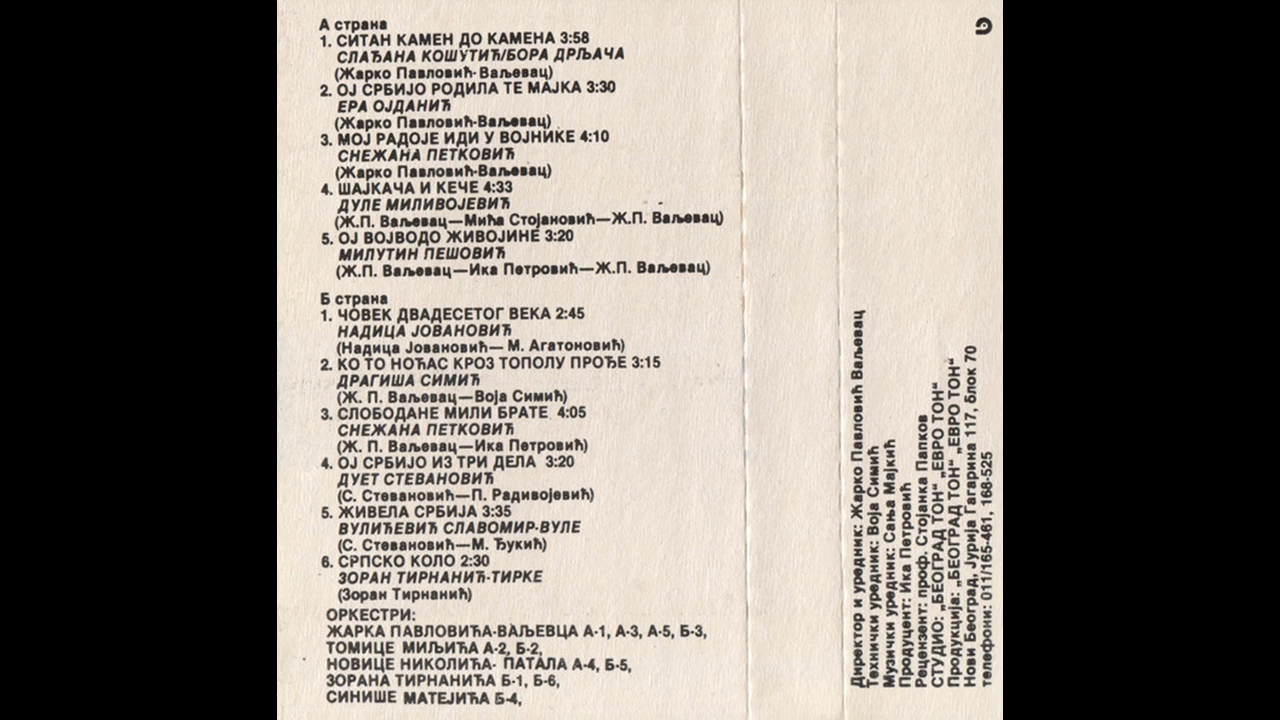 А страна
1. СИТАН КАМЕН ДО КАМЕНА 3:58
СЛАЂАНА КОШУТИЋ/БОРА ДРЉАЧА
(Жарко Павловић-Ваљевац)
2. ОЈ СРБИЈО РОДИЛА ТЕ МАЈКА 3:30
ЕРА ОЈДАНИЋ
(Жарко Павловић-Ваљевац)
3. МОЈ РАДОЈЕ ИДИ У ВОЈНИКЕ 4:10
СНЕЖАНА ПЕТКОВИЋ
(Жарко Павловић-Ваљевац)
4. ШАЈКАЧА И КЕЧЕ 4:33
ДУЛЕ МИЛИВОЈЕВИЋ
(Ж.П. Ваљевац—Мића Стојановић—Ж.П. Ваљевац)
5. ОЈ ВОЈВОДО ЖИВОЈИНЕ 3:20
МИЛУТИН ПЕШОВИЋ
(Ж.П. Ваљевац—Ика Петровић—Ж.П. Ваљевац)
Б страна
1. ЧОВЕК ДВАДЕСЕТОГ ВЕКА 2:45
НАДИЦА ЈОВАНОВИЋ
(Надица Јовановић— М. Агатоновић)
2. КО ТО НОЋАС КРОЗ ТОПОЛУ ПРОЂЕ 3:15
ДРАГИША СИМИЋ
(Ж. П. Ваљевац—Воја Симић)
3. СЛОБОДАНЕ МИЛИ БРАТЕ 4:05
СНЕЖАНА ПЕТКОВИЋ
(Ж. П. Ваљевац—Ика Петровић)
4. ОЈ СРБИЈО ИЗ ТРИ ДЕЛА 3:20
ДУЕТ СТЕВАНОВИЋ
(С. Стевановић—П. Радивојевић)
5. ЖИВЕЛА СРБИЈА 3:35
ВУЛИЋЕВИЋ СЛАВОМИР-ВУЛЕ
(С. Стевановић—М. Ђукић)
6. СРПСКО КОЛО 2:30
ЗОРАН ТИРНАНИЋ-ТИРКЕ
(Зоран Тирнанић)
ОРКЕСТРИ:
ЖАРКА ПАВЛОВИЋА-ВАЉЕВЦА А-1, А-3, А-5, Б-3,
ТОМИЦЕ МИЉИЋА А-2, Б-2,
НОВИЦЕ НИКОЛИЋА- ПАТАЛА А-4, Б-5,
ЗОРАНА ТИРНАНИЋА Б-1, Б-6,
СИНИШЕ МАТЕЈИЋА Б-4,
Директор и уредник: Жарко Павловић Ваљевац
Технички уредник: Воја Симић
Музички уредник: Сања Мајкић
Продуцент: Ика Петровић
Рецензент: проф. Стојанка Папков
СТУДИО: „БЕОГРАД ТОН“ „ЕВРО ТОН“
Продукција: „БЕОГРАД ТОН“ „ЕВРО ТОН“
Нови Београд, Јурија Гагарина 117, блок 70
телефони: 011/165-461, 168-525